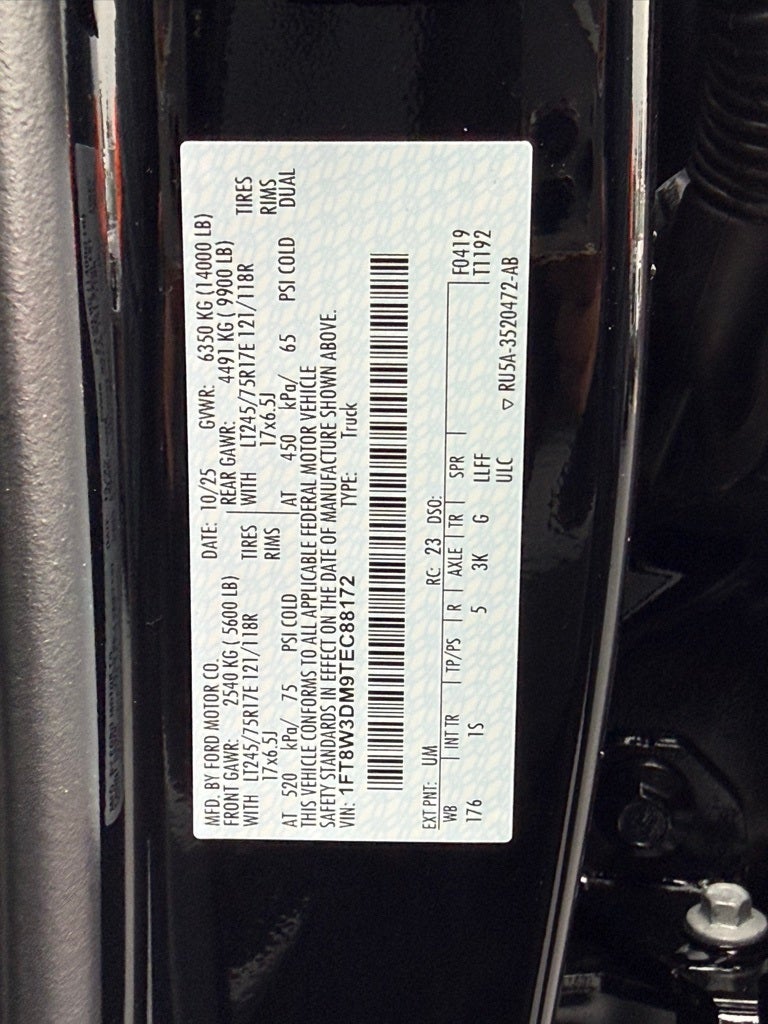 MFD. BY FORD MOTOR CO.
DATE: 10/25 GVWR: 6350 KG (14000 LB)
FRONT GAWR: 2540 KG ( 5600 LB) REAR GAWR: 4491 KG ( 9900 LB)
WITH LT245/75R17E 121/118R TIRES WITH LT245/75R17E 121/118R TIRES
17x6.5J RIMS 17x6.5J RIMS
AT 520 kPa/ 75 PSI COLD AT 450 kPa/ 65 PSI COLD DUAL
THIS VEHICLE CONFORMS TO ALL APPLICABLE FEDERAL MOTOR VEHICLE
SAFETY STANDARDS IN EFFECT ON THE DATE OF MANUFACTURE SHOWN ABOVE.
VIN: 1FT8W3DM9TEC88172 TYPE: Truck
EXT PNT: UM RC: 23 DSO:
WB INT TR TP/PS R AXLE TR SPR F0419
176 1S 5 3K G LLFF T1192
ULC ▽ RU5A-3520472-AB